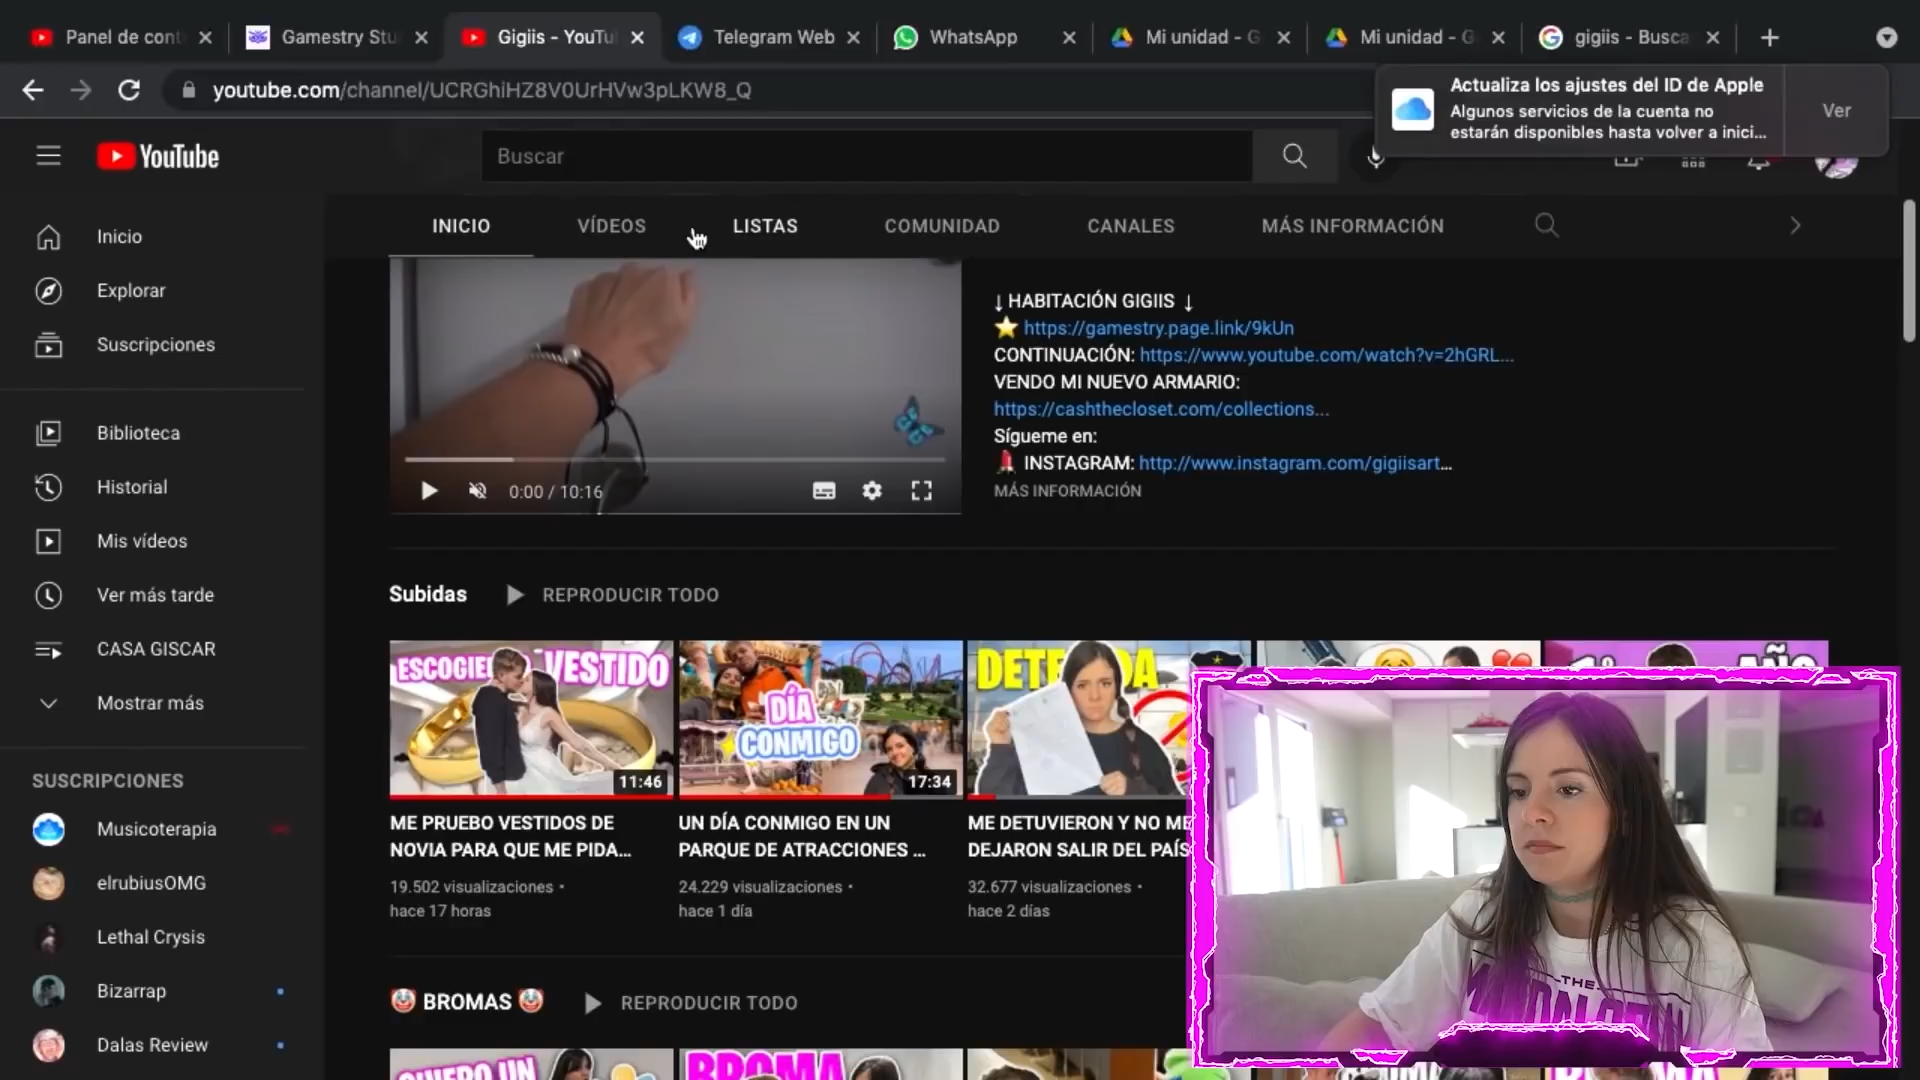 Panel de cont
Gamestry Stu
Gigiis - YouTu
Telegram Web
WhatsApp
Mi unidad - G
Mi unidad - G
gigiis - Busca
youtube.com/channel/UCRGhiHZ8V0UrHVw3pLKW8_Q
Actualiza los ajustes del ID de Apple
Algunos servicios de la cuenta no
estarán disponibles hasta volver a inici...
Ver
YouTube
Buscar
INICIO
VÍDEOS
LISTAS
COMUNIDAD
CANALES
MÁS INFORMACIÓN
Inicio
Explorar
Suscripciones
Biblioteca
Historial
Mis vídeos
Ver más tarde
CASA GISCAR
Mostrar más
SUSCRIPCIONES
Musicoterapia
elrubiusOMG
Lethal Crysis
Bizarrap
Dalas Review
0:00 / 10:16
↓ HABITACIÓN GIGIIS ↓
⭐ https://gamestry.page.link/9kUn
CONTINUACIÓN: https://www.youtube.com/watch?v=2hGRL...
VENDO MI NUEVO ARMARIO:
https://cashthecloset.com/collections...
Sígueme en:
💄 INSTAGRAM: http://www.instagram.com/gigiisart...
MÁS INFORMACIÓN
Subidas
REPRODUCIR TODO
VESTIDO
11:46
ME PRUEBO VESTIDOS DE
NOVIA PARA QUE ME PIDA...
19.502 visualizaciones •
hace 17 horas
DÍA
CONMIGO
17:34
UN DÍA CONMIGO EN UN
PARQUE DE ATRACCIONES ...
24.229 visualizaciones •
hace 1 día
ME DETUVIERON Y NO ME
DEJARON SALIR DEL PAÍS
32.677 visualizaciones •
hace 2 días
AÑO
🤡 BROMAS 🤡
REPRODUCIR TODO
QUIERO UN
BROMA
THE